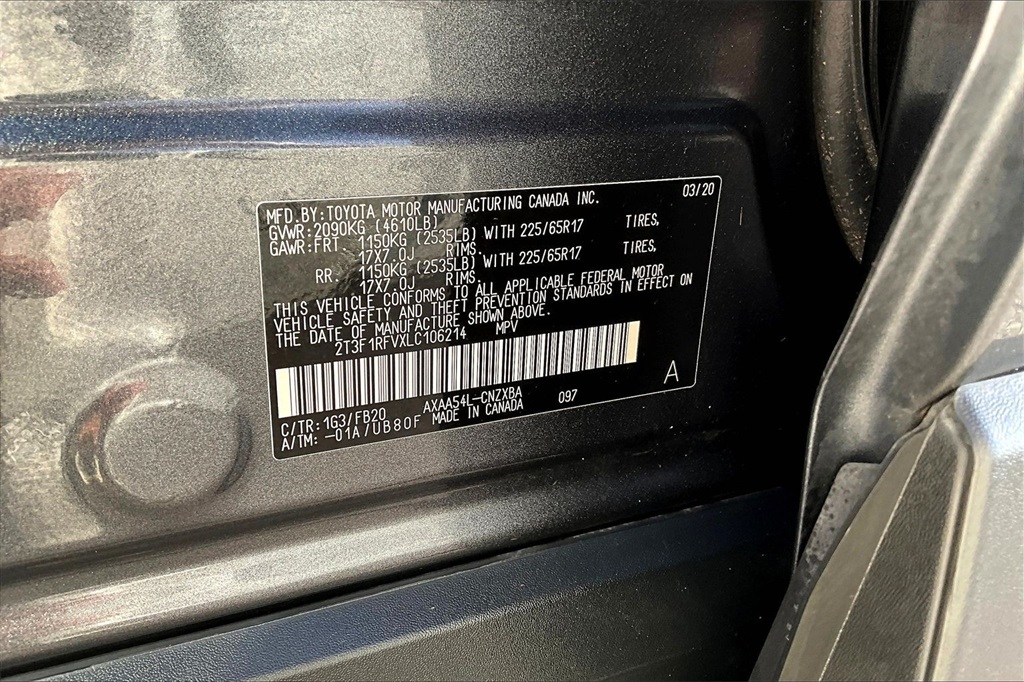 MFD.BY:TOYOTA MOTOR MANUFACTURING CANADA INC. 03/20
GVWR:2090KG (4610LB)
GAWR:FRT. 1150KG (2535LB) WITH 225/65R17 TIRES,
17X7.0J RIMS.
RR. 1150KG (2535LB) WITH 225/65R17 TIRES,
17X7.0J RIMS.
THIS VEHICLE CONFORMS TO ALL APPLICABLE FEDERAL MOTOR
VEHICLE SAFETY AND THEFT PREVENTION STANDARDS IN EFFECT ON
THE DATE OF MANUFACTURE SHOWN ABOVE.
2T3F1RFVXLC106214 MPV
A
C/TR:1G3/FB20 AXAA54L-CNZXBA 097
A/TM: -01A/UB80F MADE IN CANADA